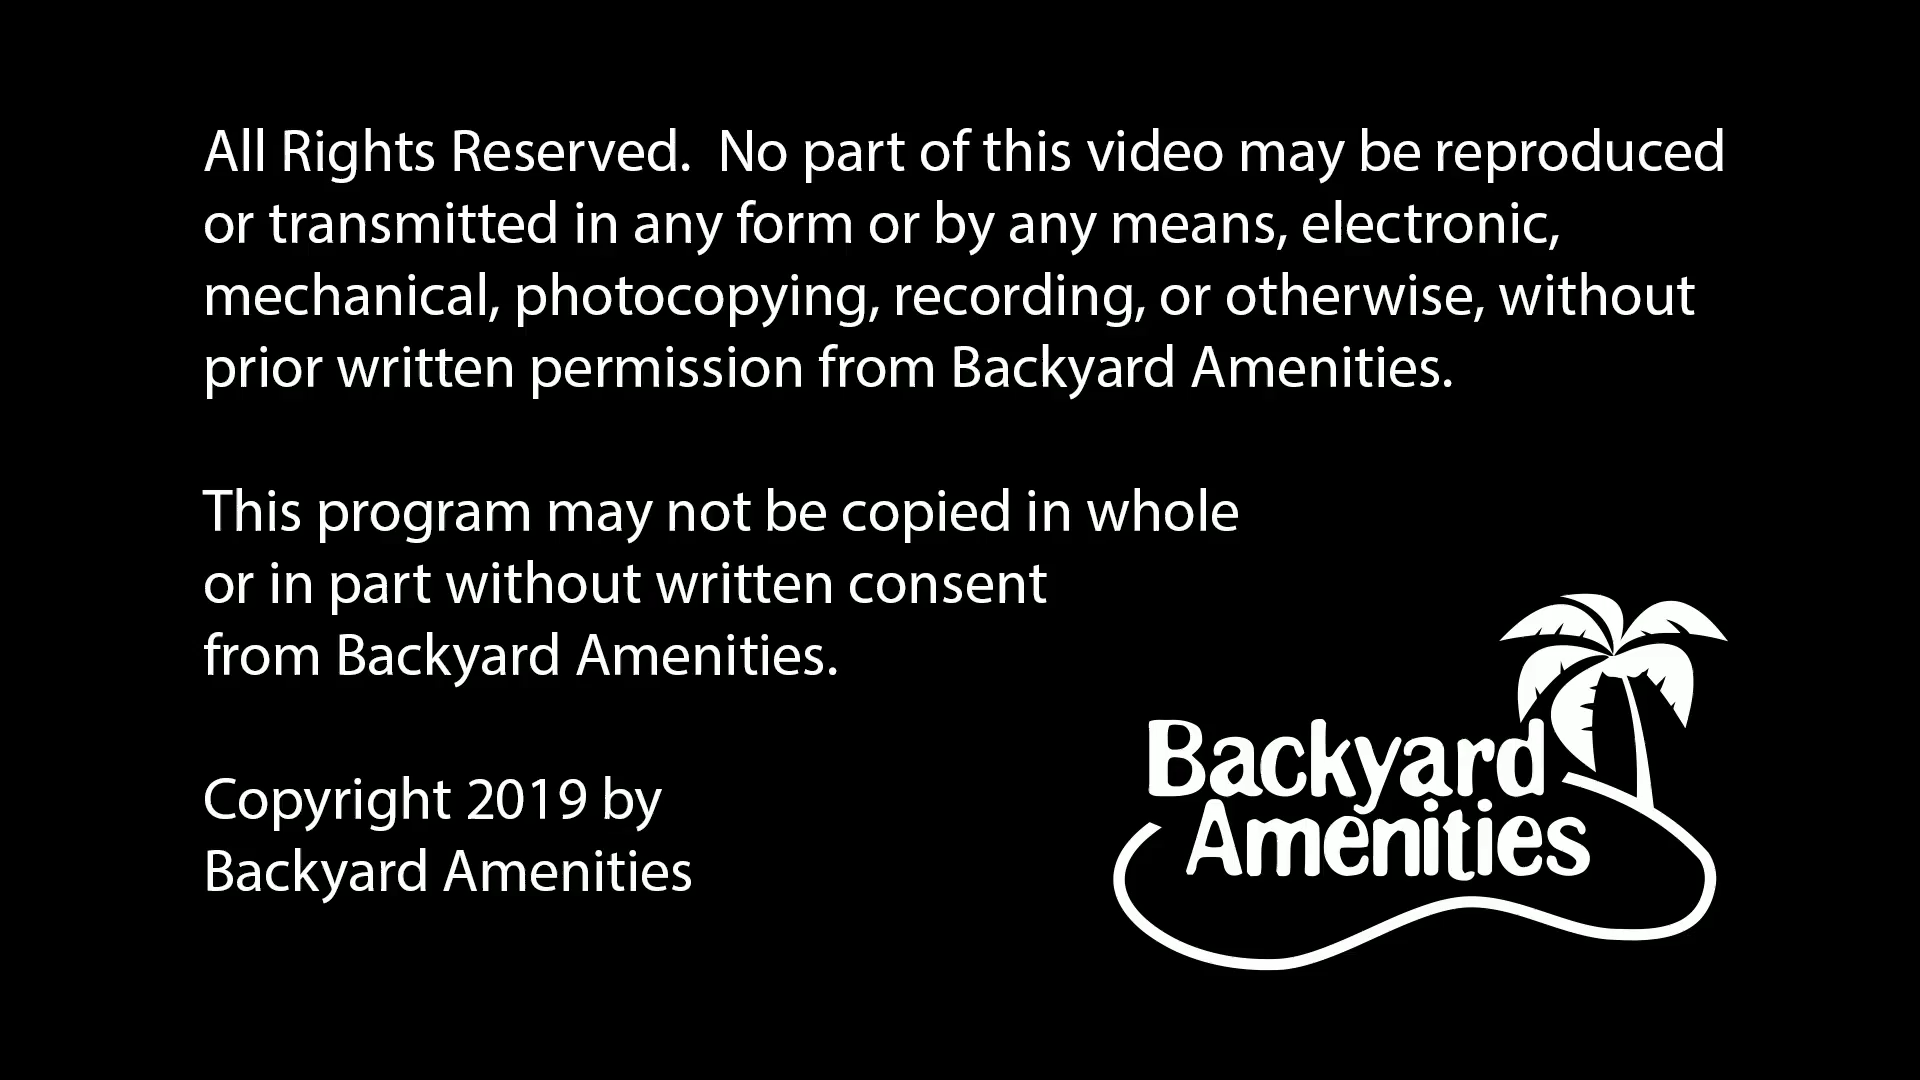 All Rights Reserved.  No part of this video may be reproduced
or transmitted in any form or by any means, electronic,
mechanical, photocopying, recording, or otherwise, without
prior written permission from Backyard Amenities.
This program may not be copied in whole
or in part without written consent
from Backyard Amenities.
Copyright 2019 by
Backyard Amenities
Backyard
Amenities